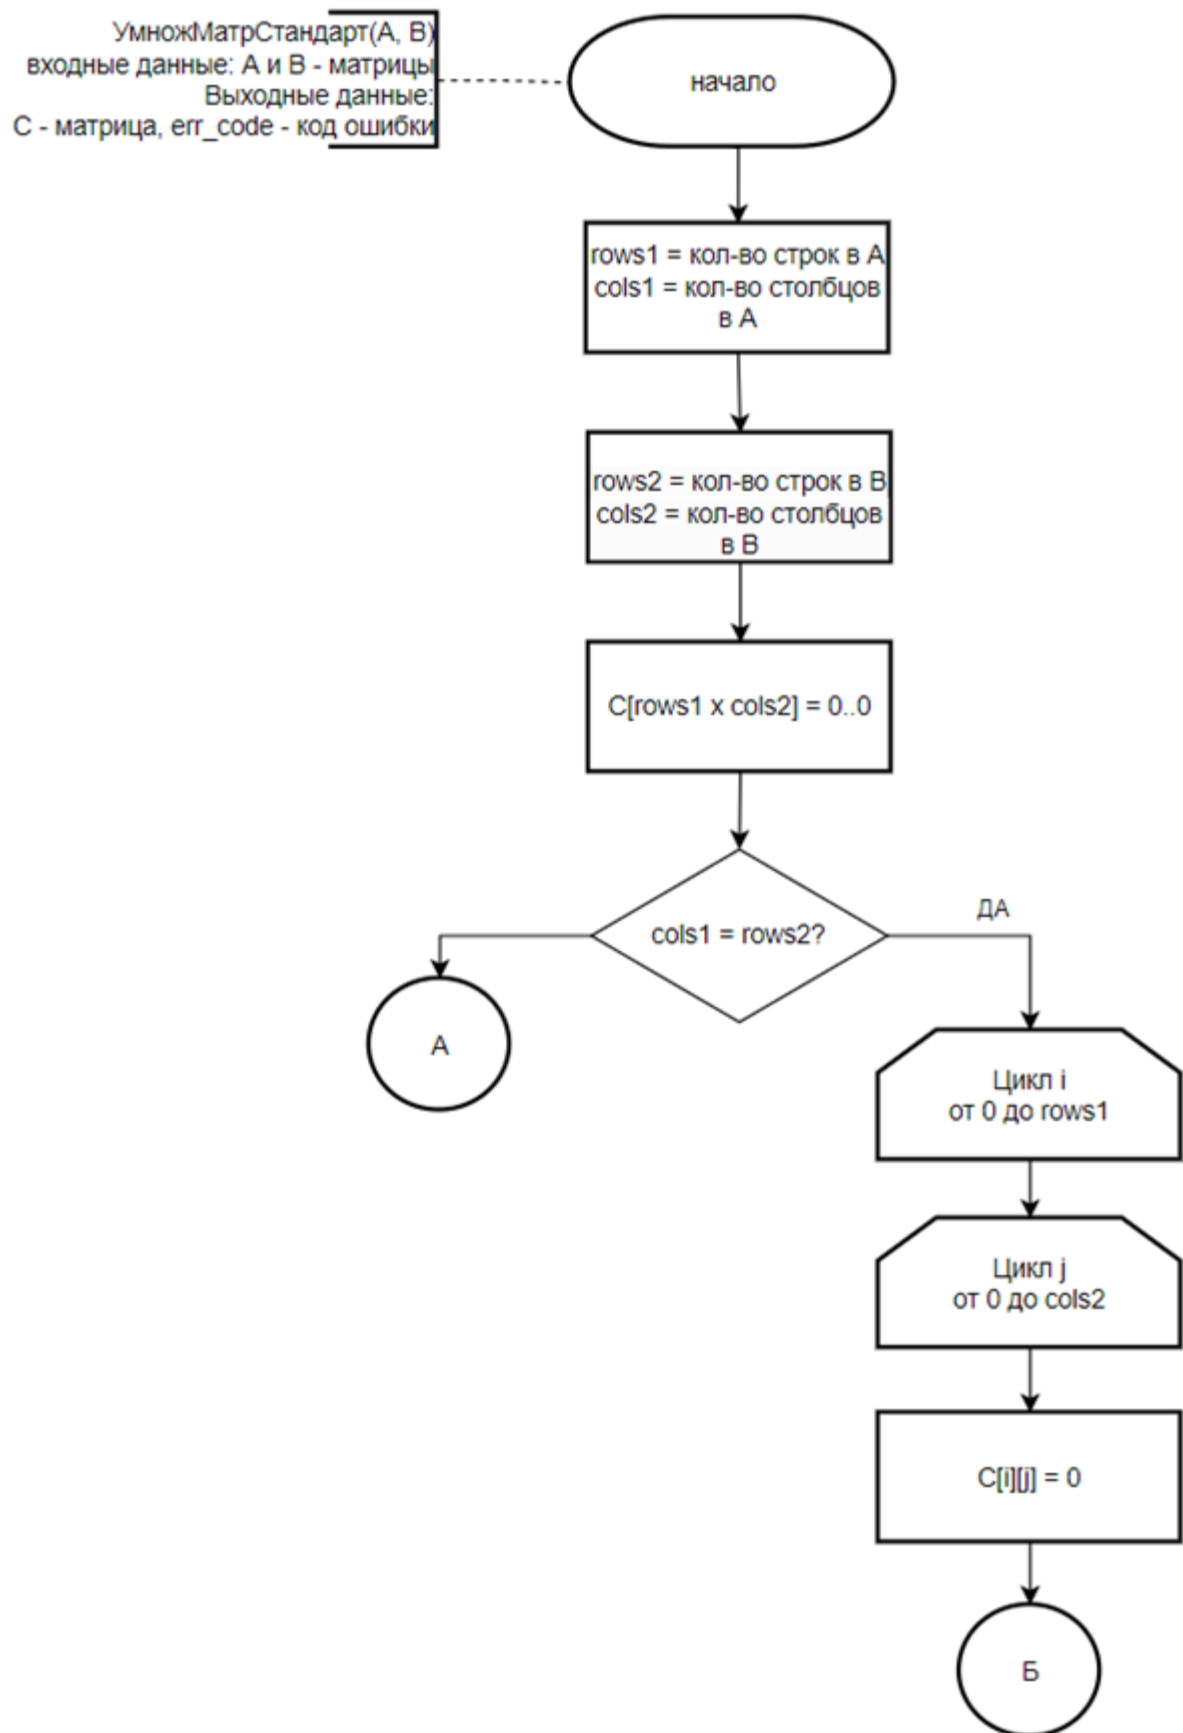 УмножМатрСтандарт(А, В)
входные данные: А и В - матрицы
Выходные данные:
С - матрица, err_code - код ошибки
начало
rows1 = кол-во строк в А
cols1 = кол-во столбцов
в А
rows2 = кол-во строк в В
cols2 = кол-во столбцов
в В
C[rows1 x cols2] = 0..0
cols1 = rows2?
ДА
А
Цикл i
от 0 до rows1
Цикл j
от 0 до cols2
C[i][j] = 0
Б